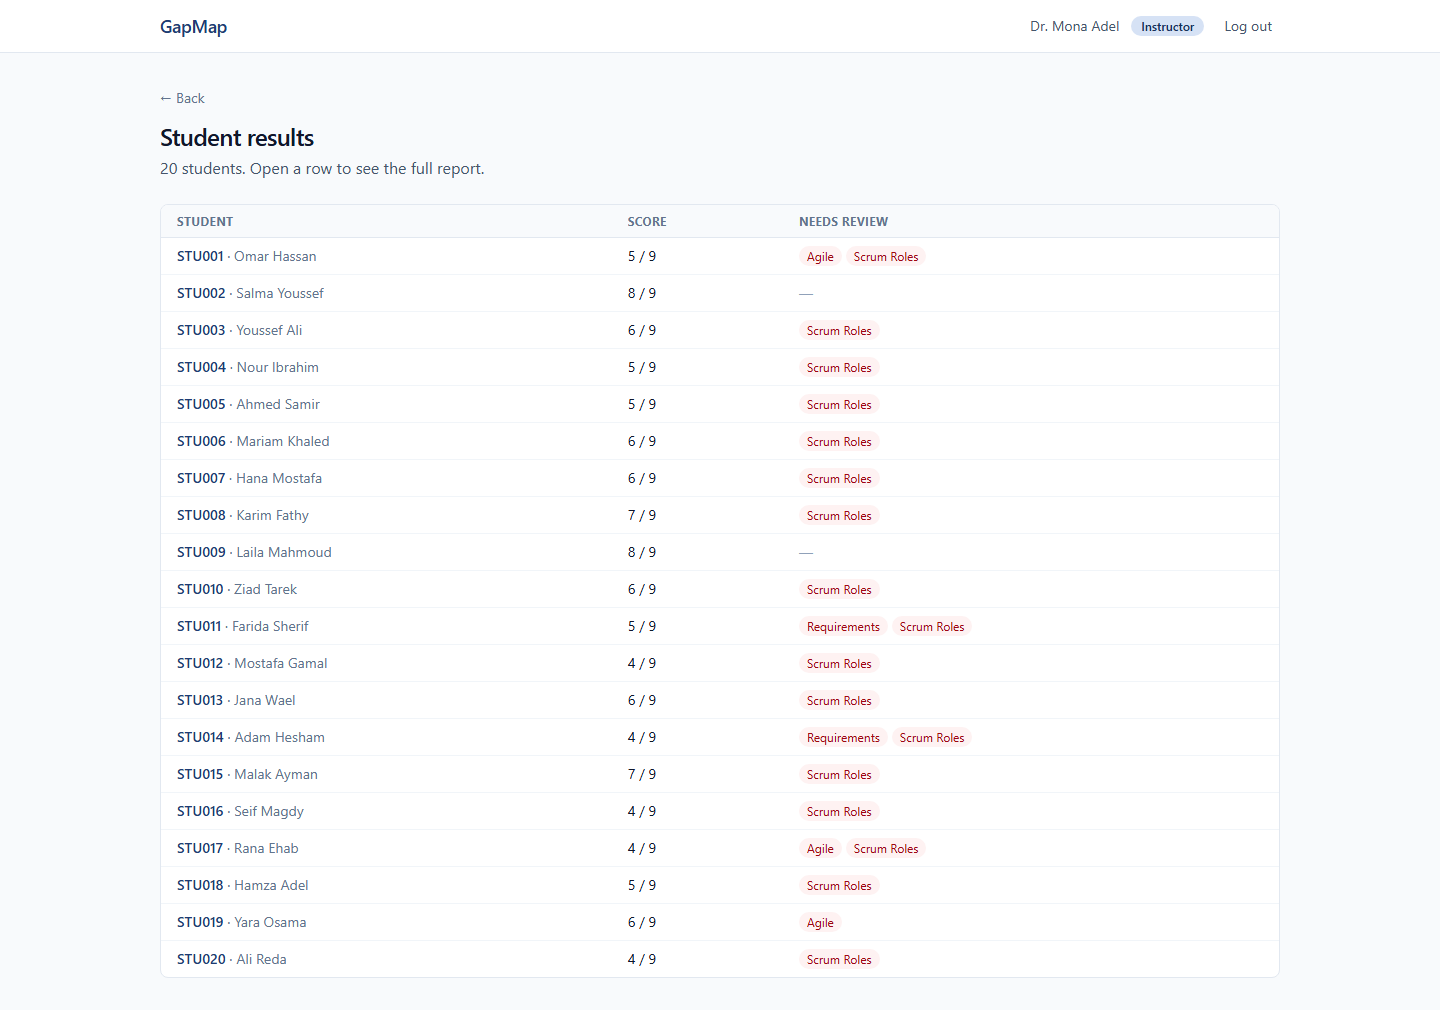 GapMap Dr. Mona Adel Instructor Log out
← Back
Student results
20 students. Open a row to see the full report.
STUDENT SCORE NEEDS REVIEW
STU001 · Omar Hassan 5 / 9 Agile Scrum Roles
STU002 · Salma Youssef 8 / 9 —
STU003 · Youssef Ali 6 / 9 Scrum Roles
STU004 · Nour Ibrahim 5 / 9 Scrum Roles
STU005 · Ahmed Samir 5 / 9 Scrum Roles
STU006 · Mariam Khaled 6 / 9 Scrum Roles
STU007 · Hana Mostafa 6 / 9 Scrum Roles
STU008 · Karim Fathy 7 / 9 Scrum Roles
STU009 · Laila Mahmoud 8 / 9 —
STU010 · Ziad Tarek 6 / 9 Scrum Roles
STU011 · Farida Sherif 5 / 9 Requirements Scrum Roles
STU012 · Mostafa Gamal 4 / 9 Scrum Roles
STU013 · Jana Wael 6 / 9 Scrum Roles
STU014 · Adam Hesham 4 / 9 Requirements Scrum Roles
STU015 · Malak Ayman 7 / 9 Scrum Roles
STU016 · Seif Magdy 4 / 9 Scrum Roles
STU017 · Rana Ehab 4 / 9 Agile Scrum Roles
STU018 · Hamza Adel 5 / 9 Scrum Roles
STU019 · Yara Osama 6 / 9 Agile
STU020 · Ali Reda 4 / 9 Scrum Roles